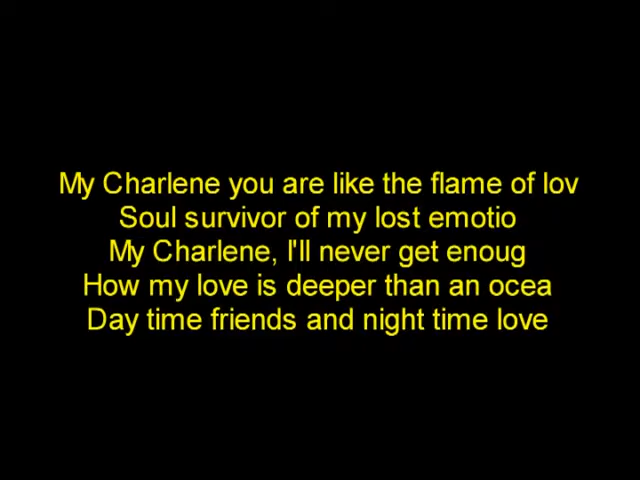 My Charlene you are like the flame of lov
Soul survivor of my lost emotio
My Charlene, I'll never get enoug
How my love is deeper than an ocea
Day time friends and night time love